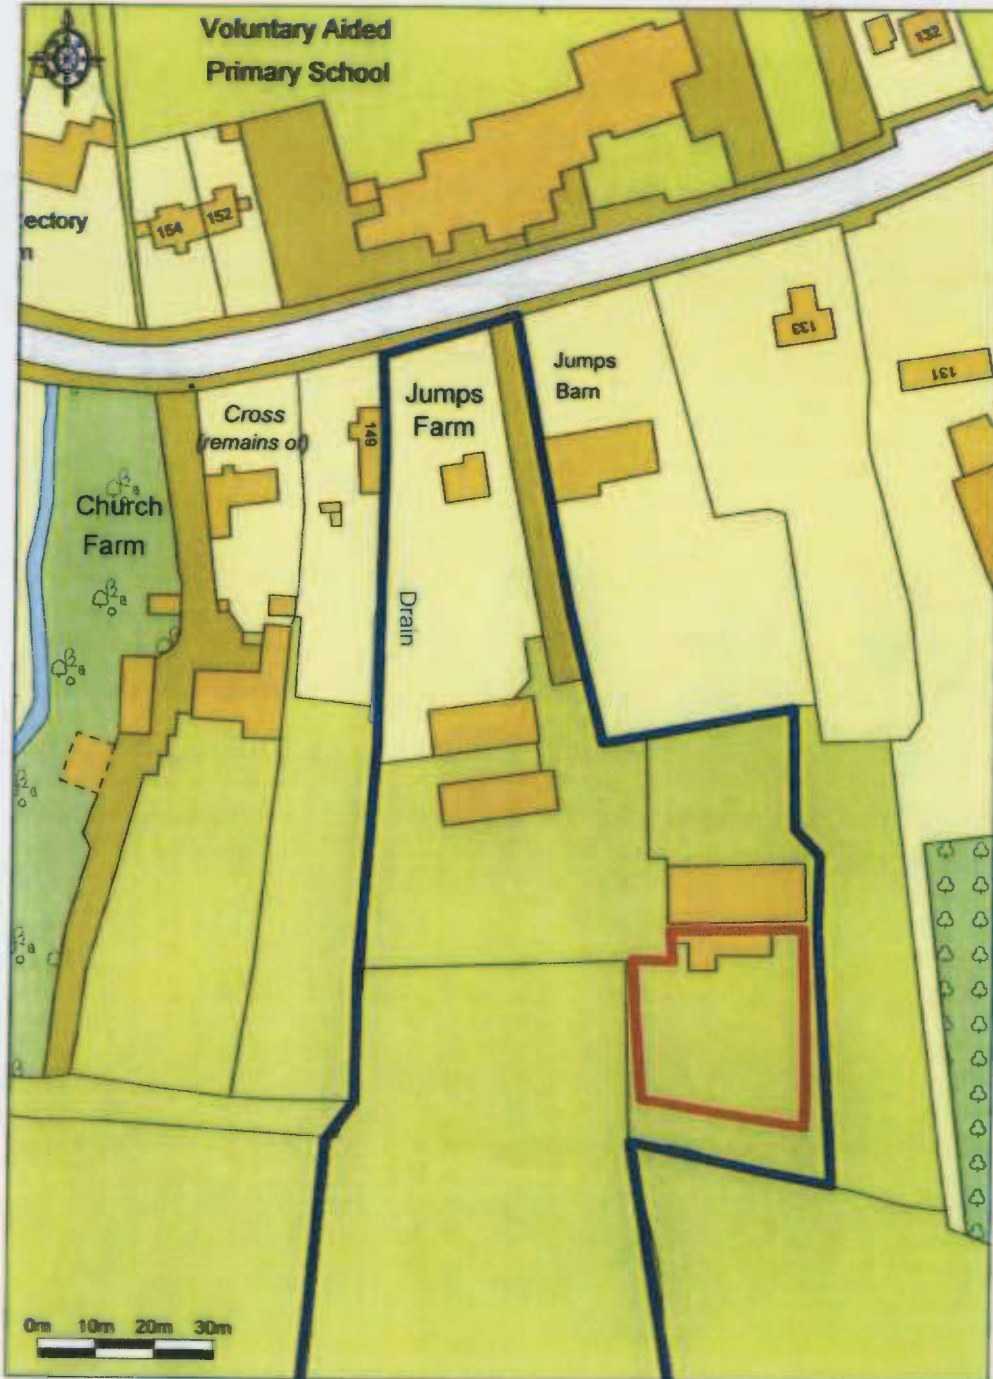 Voluntary Aided
Primary School
132
ectory
154
152
133
131
Jumps
Barn
Jumps
Farm
149
Cross
(remains of)
Church
Farm
Drain
0m 10m 20m 30m